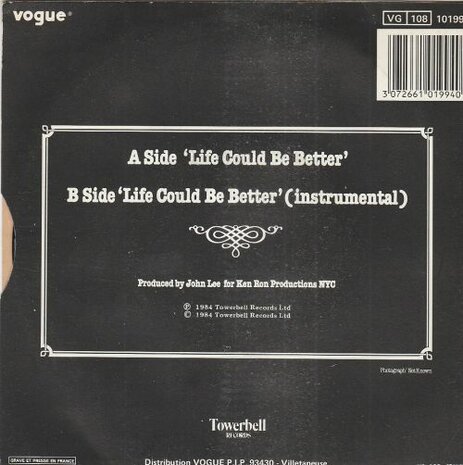 vogue®
VG 108 10199
3 072661 019940
A Side 'Life Could Be Better'
B Side 'Life Could Be Better' (instrumental)
Produced by John Lee for Ken Ron Productions NYC
℗ 1984 Towerbell Records Ltd
© 1984 Towerbell Records Ltd
Photograph' Not Known
Towerbell
RECORDS
GRAVE ET PRESSE EN FRANCE
Distribution VOGUE P.I.P. 93430 - Villetaneuse